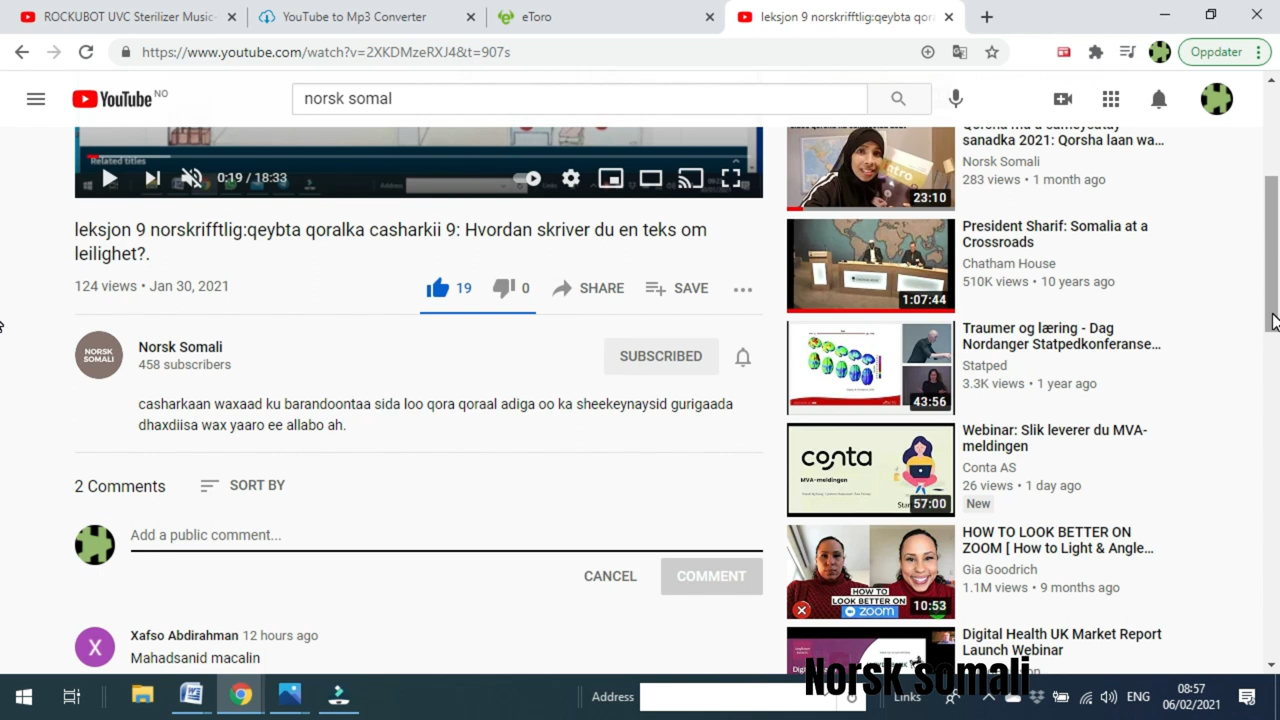 ROCKUBOT UVC Sterilizer Music-
YouTube to Mp3 Converter
eToro
leksjon 9 norskrifftlig:qeybta qor
https://www.youtube.com/watch?v=2XKDMzeRXJ4&t=907s
Oppdater
YouTube NO
norsk somal
Related titles
0:19 / 18:33
Address
leksjon 9 norskrifftlig:qeybta qoralka casharkii 9: Hvordan skriver du en teks om
leilighet?.
124 views • Jan 30, 2021
19
0
SHARE
SAVE
NORSK
SOMALI
Norsk Somali
458 subscribers
SUBSCRIBED
casharkaan waxad ku barandoontaa sida loo qora qoraal adiga oo ka sheekeynaysid gurigaada
dhaxdiisa wax yaaro ee allabo ah.
2 Comments
SORT BY
Add a public comment...
CANCEL
COMMENT
X
Xafso Abdirahman 12 hours ago
Mahadsanid macalin
sanadka 2021: Qorsha laan wa...
Norsk Somali
283 views • 1 month ago
23:10
President Sharif: Somalia at a
Crossroads
Chatham House
510K views • 10 years ago
1:07:44
Traumer og læring - Dag
Nordanger Statpedkonferanse...
Statped
3.3K views • 1 year ago
43:56
Webinar: Slik leverer du MVA-
meldingen
Conta AS
26 views • 1 day ago
New
conta
MVA-meldingen
57:00
HOW TO LOOK BETTER ON
ZOOM [ How to Light & Angle...
Gia Goodrich
1.1M views • 9 months ago
HOW TO
LOOK BETTER ON
zoom
10:53
Digital Health UK Market Report
Launch Webinar
Norsk somali
Address
Links
ENG
08:57
06/02/2021